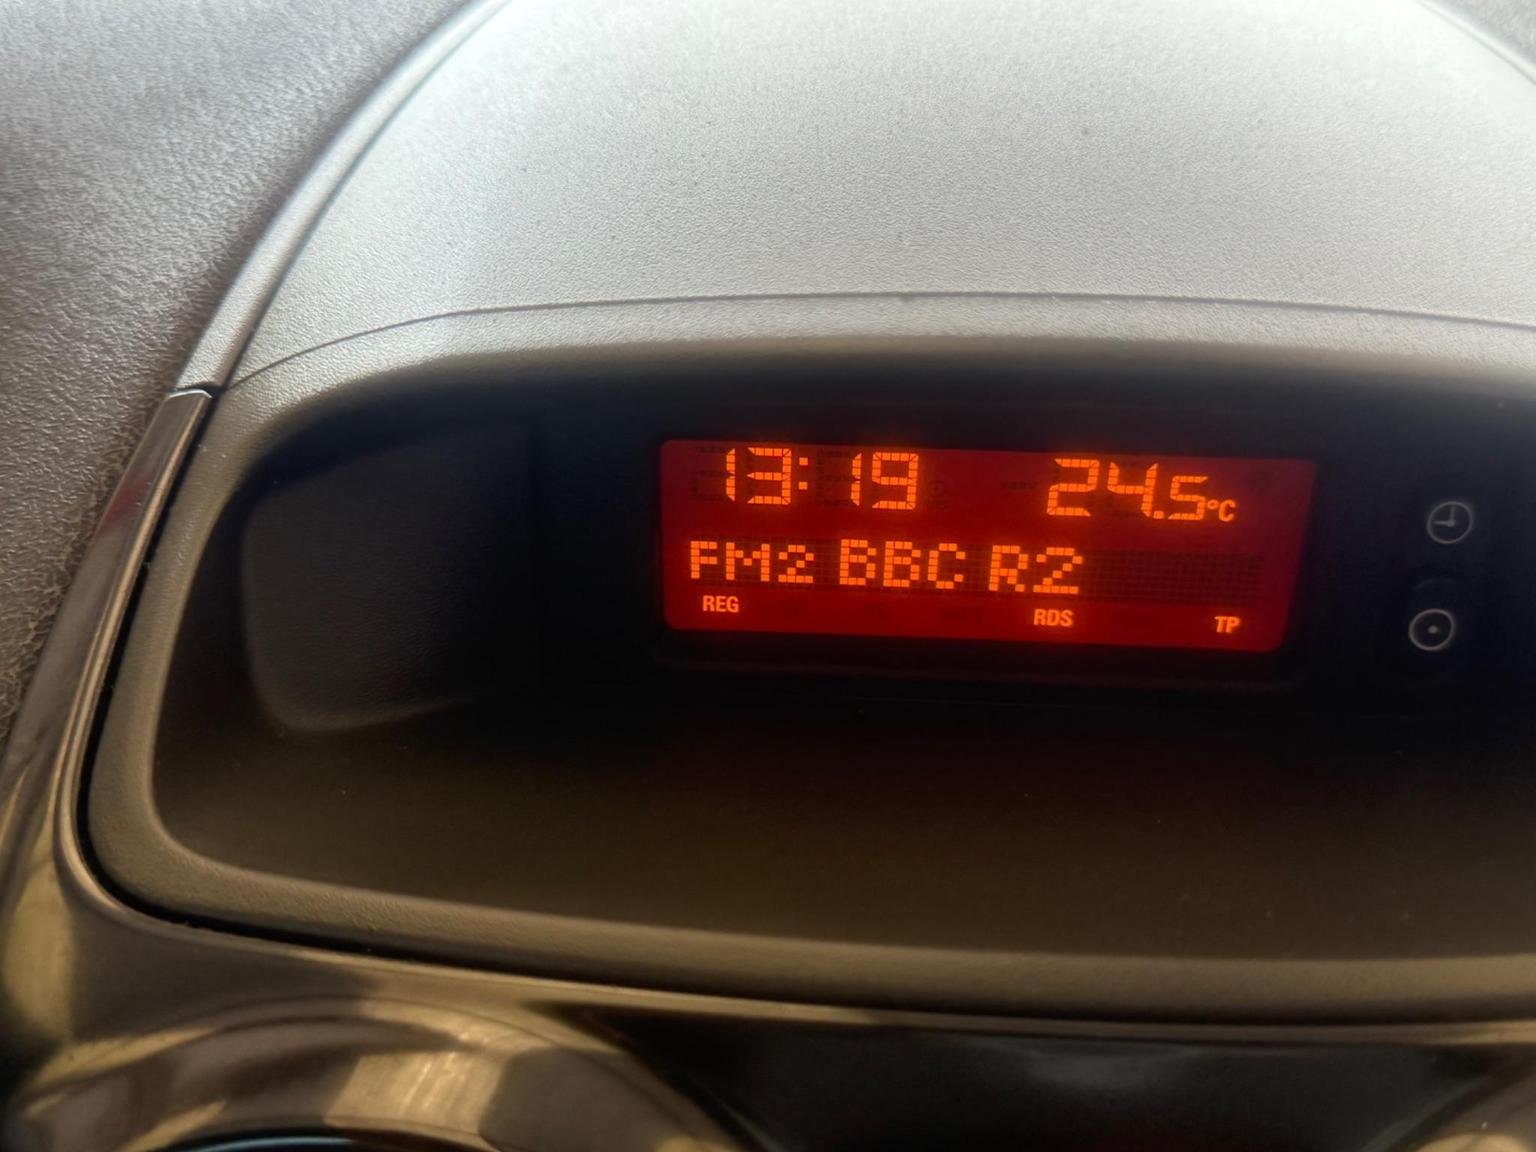 13:19 24.5°C
FM2 BBC R2
REG RDS TP